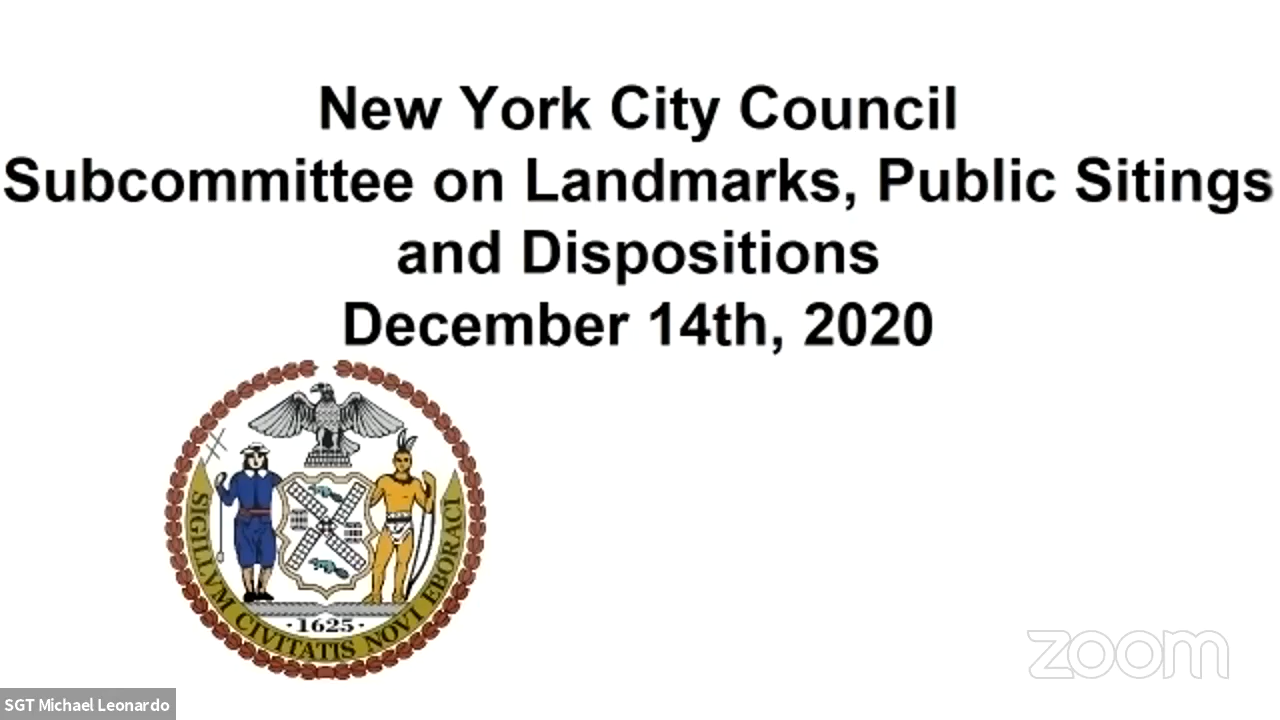 New York City Council
Subcommittee on Landmarks, Public Sitings
and Dispositions
December 14th, 2020
SIGILLVM CIVITATIS NOVI EBORACI
·1625·
zoom
SGT Michael Leonardo